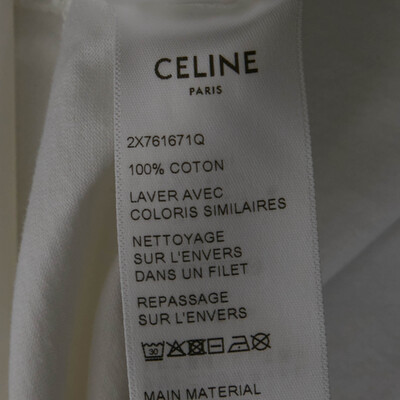 CELINE
PARIS
2X761671Q
100% COTON
LAVER AVEC
COLORIS SIMILAIRES
NETTOYAGE
SUR L'ENVERS
DANS UN FILET
REPASSAGE
SUR L'ENVERS
30
MAIN MATERIAL